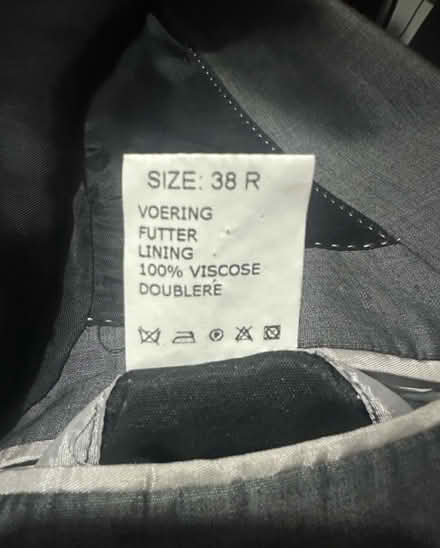 SIZE: 38 R
VOERING
FUTTER
LINING
100% VISCOSE
DOUBLERE